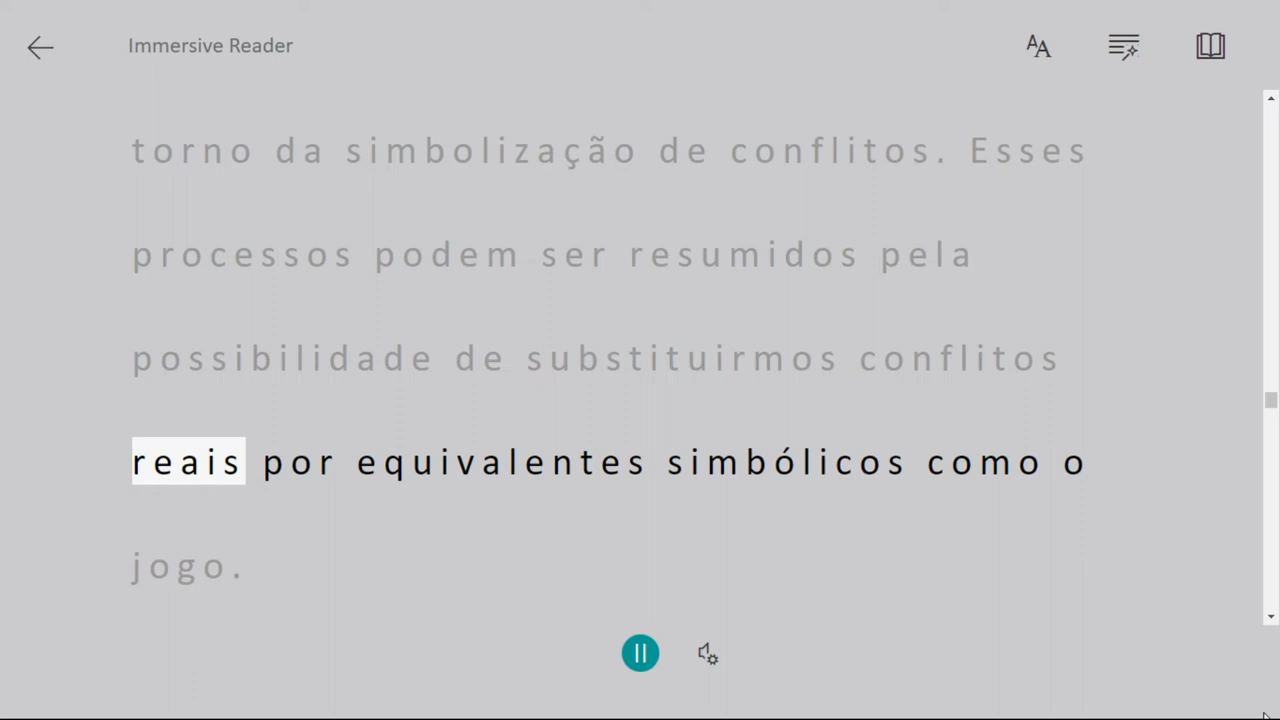 Immersive Reader
torno da simbolização de conflitos. Esses
processos podem ser resumidos pela
possibilidade de substituirmos conflitos
reais por equivalentes simbólicos como o
jogo.